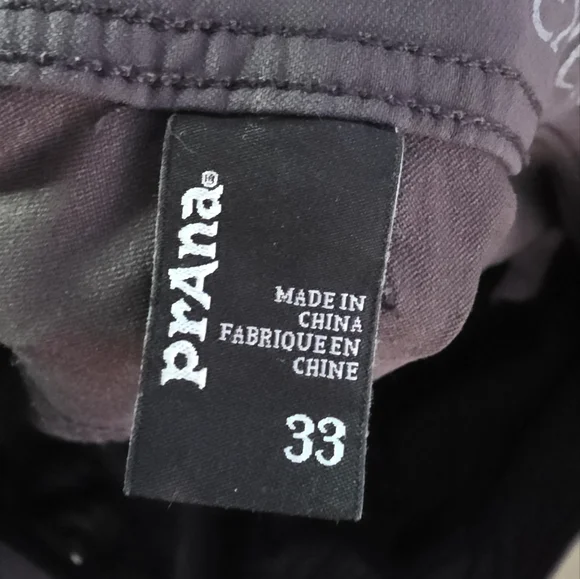 prAna®
MADE IN
CHINA
FABRIQUE EN
CHINE
33